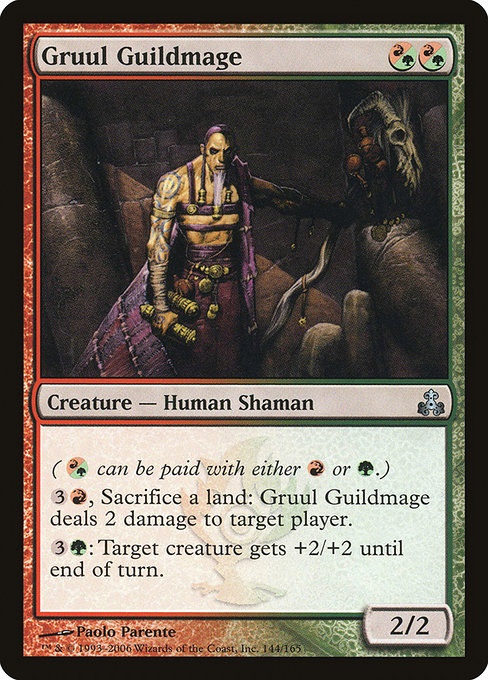 Gruul Guildmage
Creature — Human Shaman
( can be paid with either or .)
3, Sacrifice a land: Gruul Guildmage
deals 2 damage to target player.
3: Target creature gets +2/+2 until
end of turn.
Paolo Parente
2/2
™ & © 1993–2006 Wizards of the Coast, Inc. 144/165